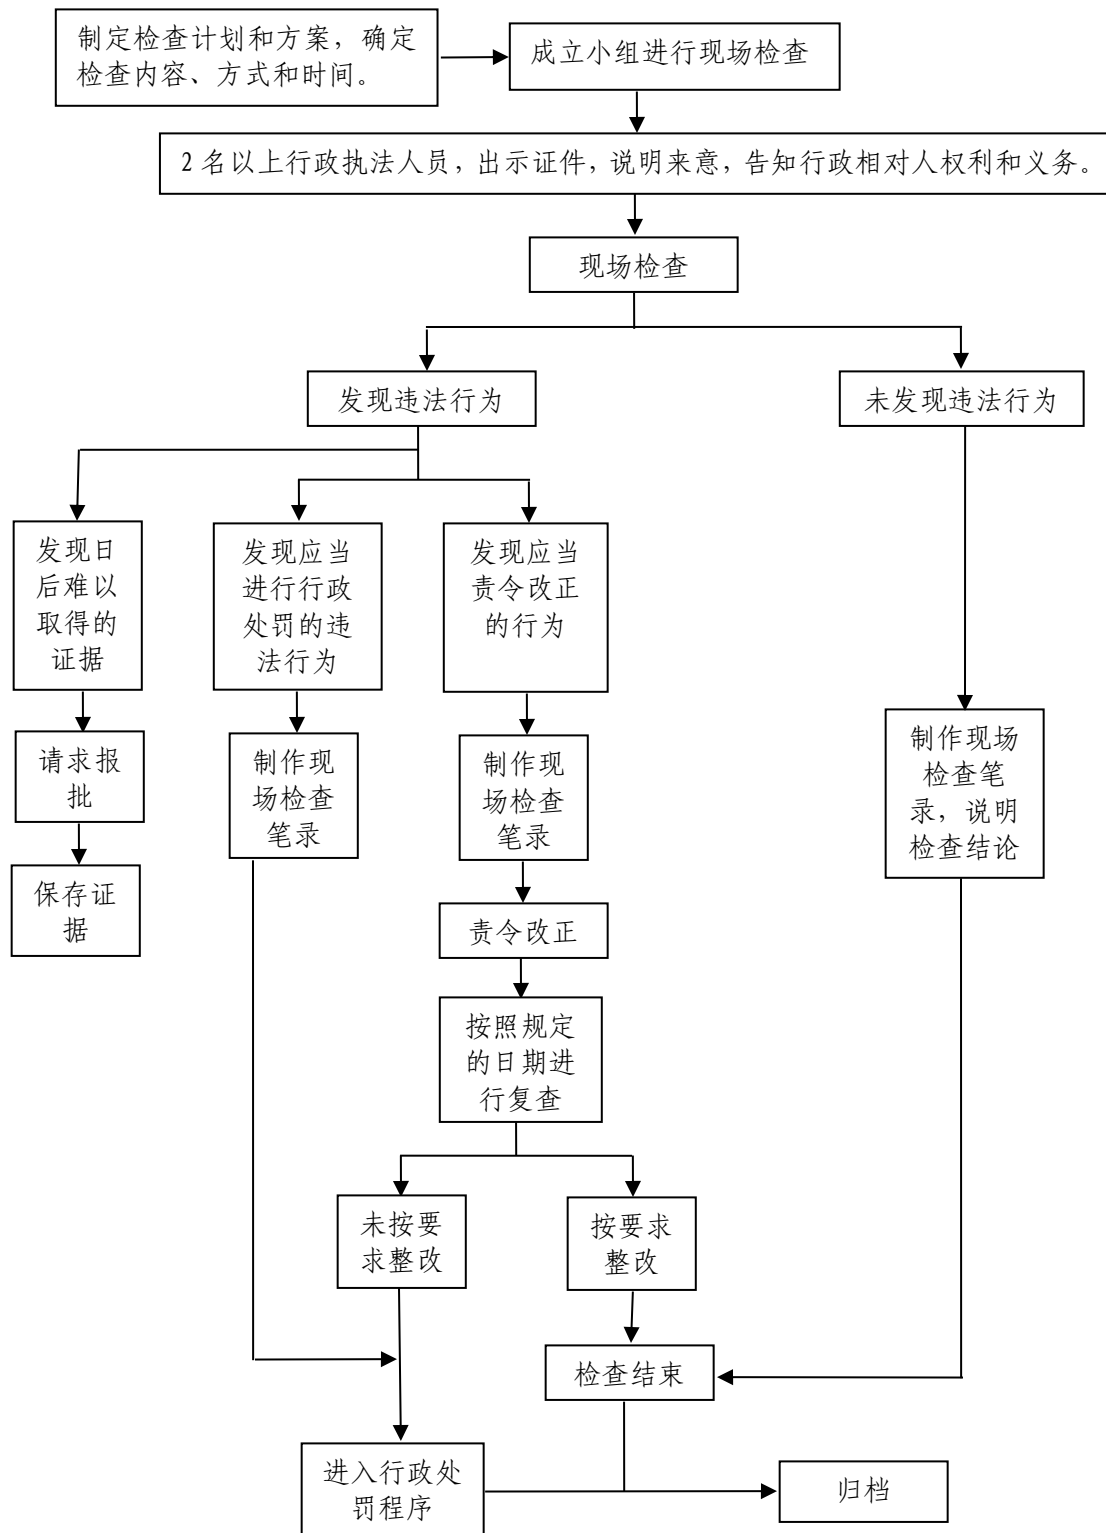 制定检查计划和方案，确定
检查内容、方式和时间。
成立小组进行现场检查
2 名以上行政执法人员，出示证件，说明来意，告知行政相对人权利和义务。
现场检查
发现违法行为
未发现违法行为
发现日
后难以
取得的
证据
发现应当
进行行政
处罚的违
法行为
发现应当
责令改正
的行为
请求报
批
制作现
场检查
笔录
制作现
场检查
笔录
制作现场
检查笔
录，说明
检查结论
保存证
据
责令改正
按照规定
的日期进
行复查
未按要
求整改
按要求
整改
检查结束
进入行政处
罚程序
归档